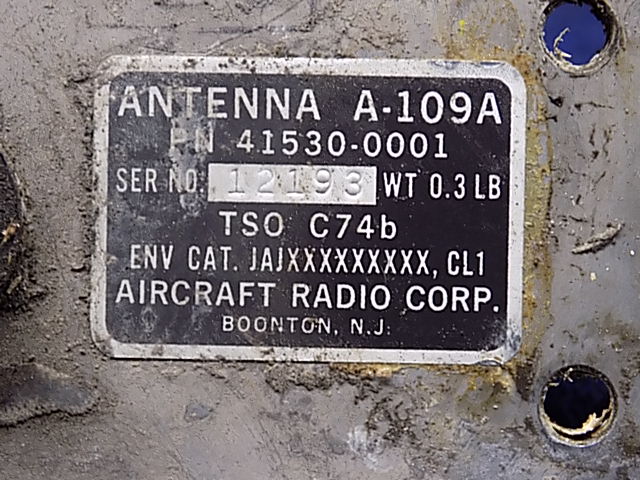 ANTENNA A-109A
PN 41530-0001
SER NO. 12193 WT 0.3 LB
TSO C74b
ENV CAT. JAJXXXXXXXXX, CL1
AIRCRAFT RADIO CORP.
BOONTON, N.J.